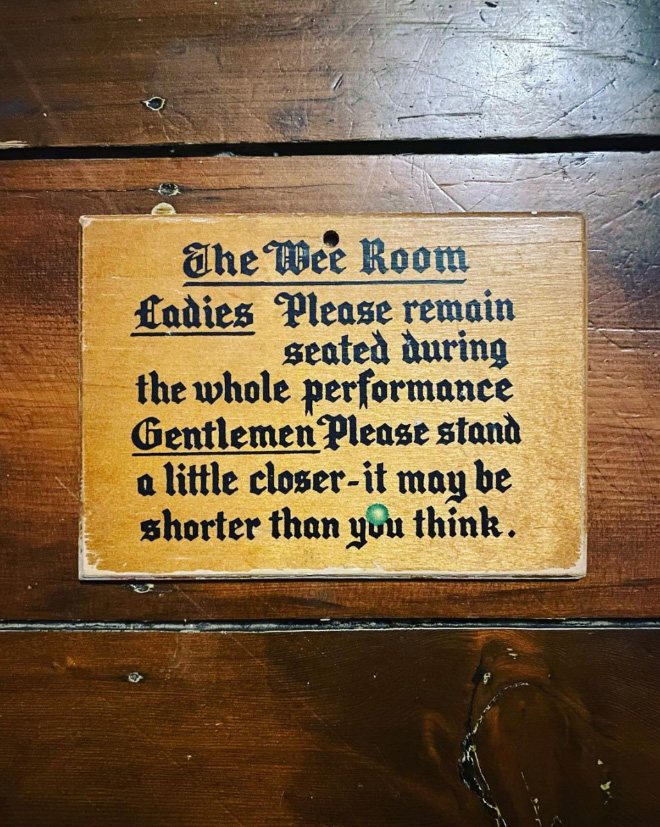 The Wee Room
Ladies Please remain
seated during
the whole performance
Gentlemen Please stand
a little closer-it may be
shorter than you think.